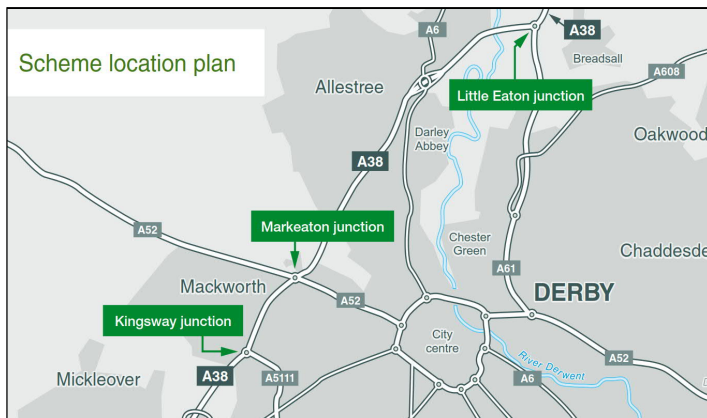 Scheme location plan
A6
A38
Breadsall
A608
Allestree
Little Eaton junction
Oakwood
Darley
Abbey
A38
Markeaton junction
A52
Chester
Green
Chaddesde
A61
Mackworth
A52
DERBY
Kingsway junction
City
centre
River Derwent
A52
Mickleover
A38
A5111
A6
D